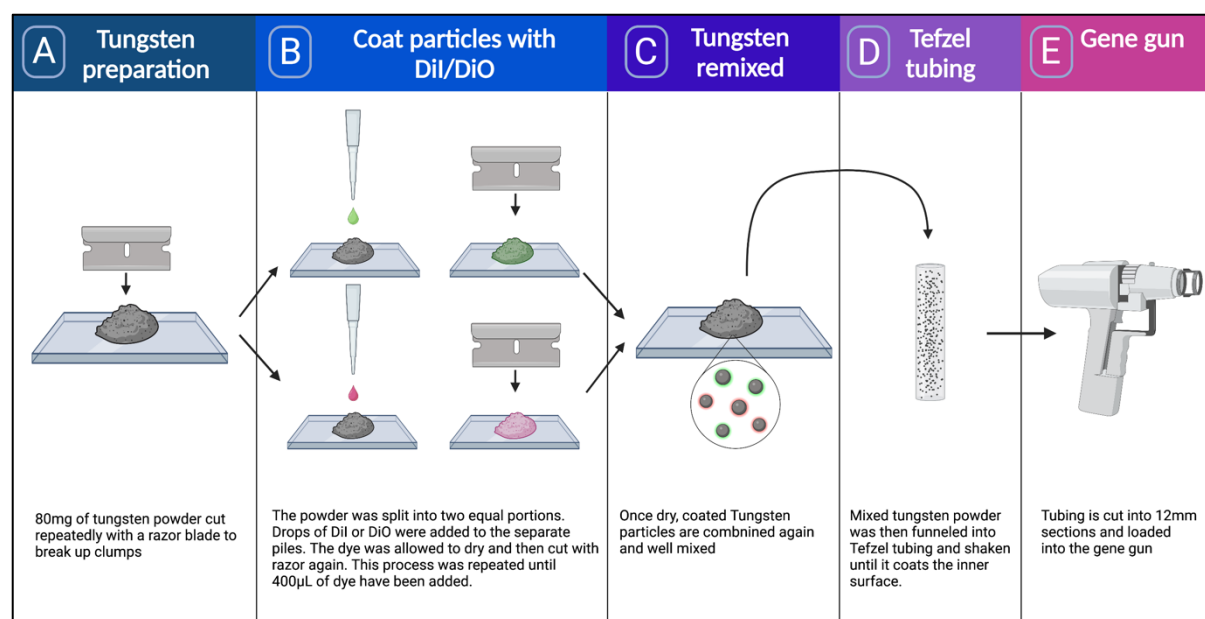 A
Tungsten
preparation
B
Coat particles with
DiI/DiO
C
Tungsten
remixed
D
Tefzel
tubing
E
Gene gun
80mg of tungsten powder cut
repeatedly with a razor blade to
break up clumps
The powder was split into two equal portions.
Drops of DiI or DiO were added to the separate
piles. The dye was allowed to dry and then cut with
razor again. This process was repeated until
400µL of dye have been added.
Once dry, coated Tungsten
particles are combnined again
and well mixed
Mixed tungsten powder
was then funneled into
Tefzel tubing and shaken
until it coats the inner
surface.
Tubing is cut into 12mm
sections and loaded
into the gene gun